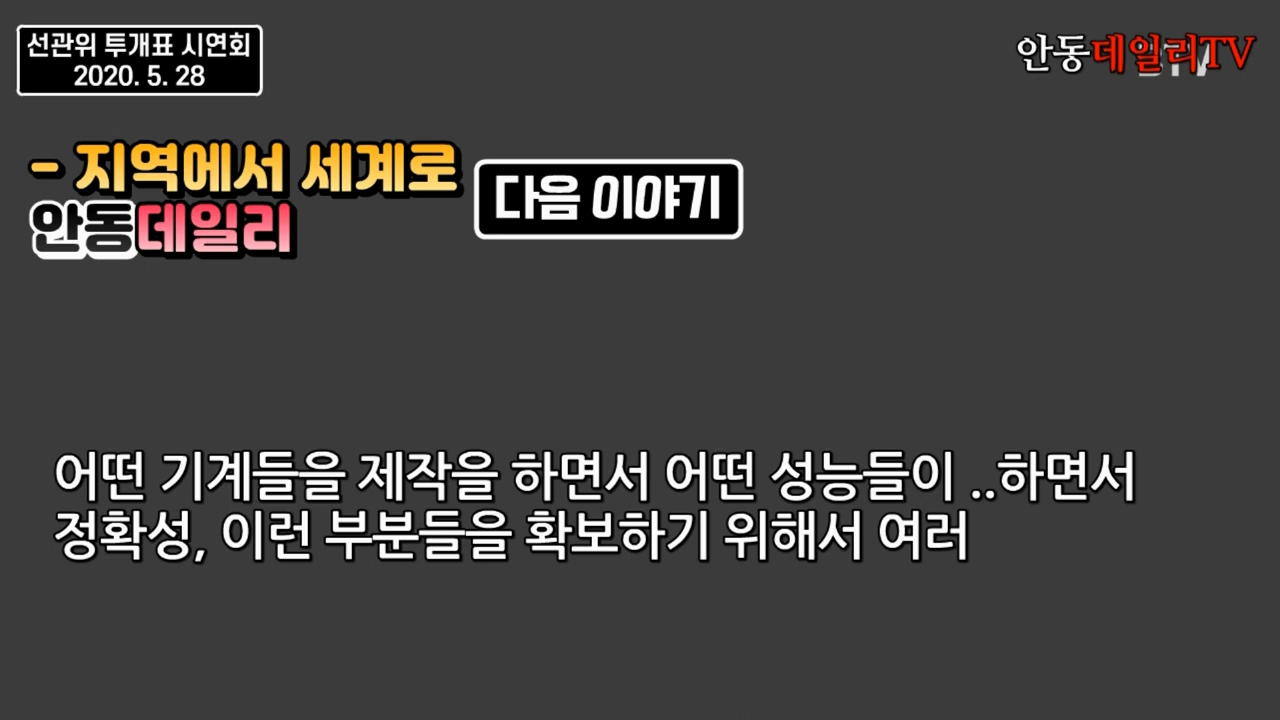 선관위 투개표 시연회
2020. 5. 28
안동데일리TV
- 지역에서 세계로
안동데일리
다음 이야기
어떤 기계들을 제작을 하면서 어떤 성능들이 ..하면서
정확성, 이런 부분들을 확보하기 위해서 여러